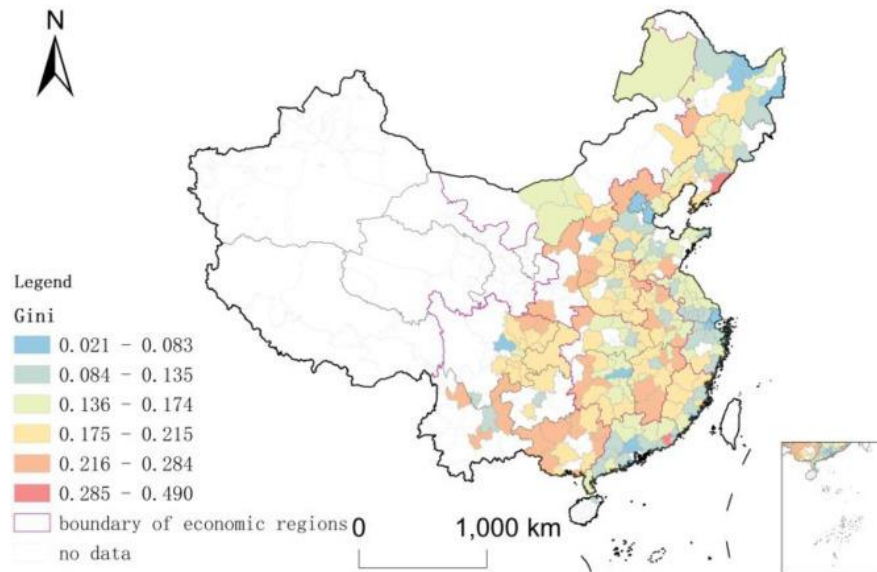 N
Legend
Gini
0.021 - 0.083
0.084 - 0.135
0.136 - 0.174
0.175 - 0.215
0.216 - 0.284
0.285 - 0.490
boundary of economic regions
no data
0 1,000 km